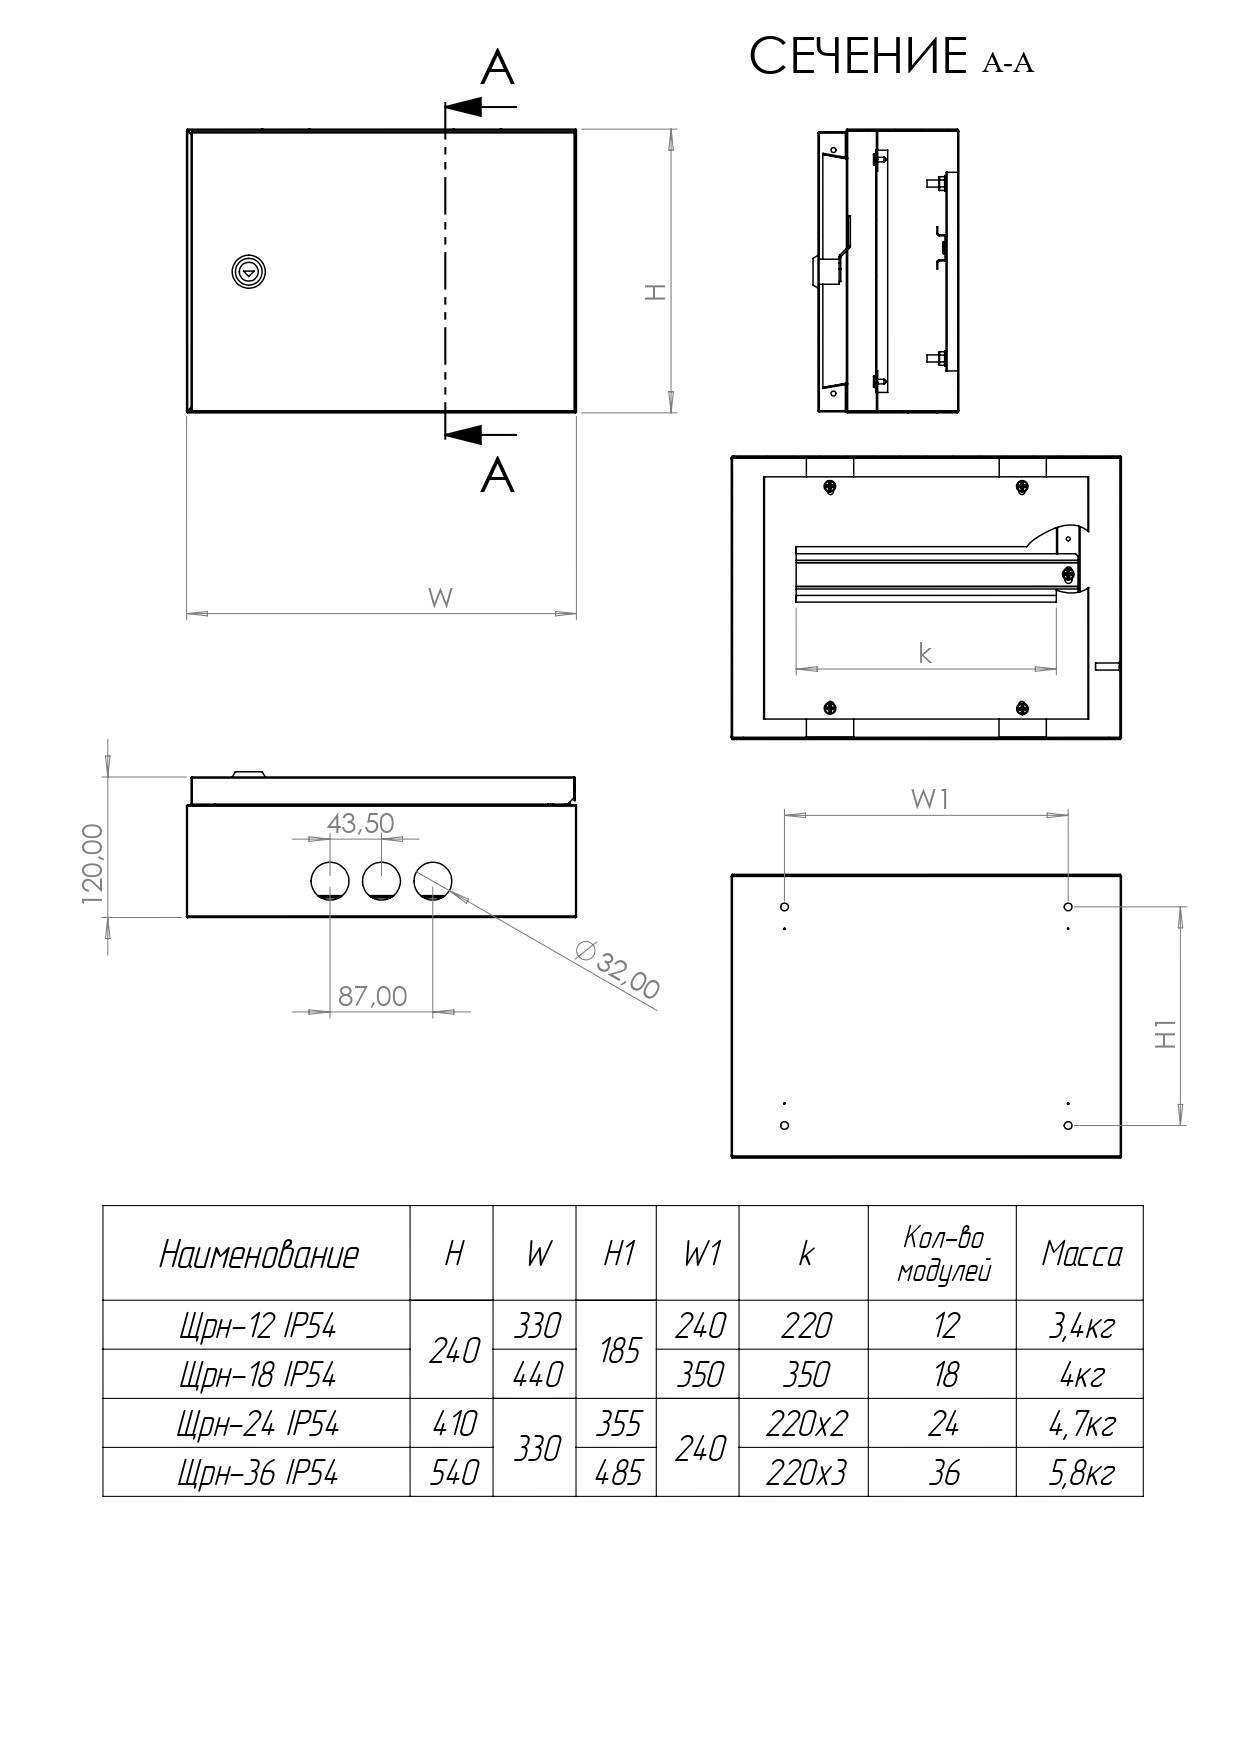 СЕЧЕНИЕ А-А
A
H
A
W
k
W1
43,50
120,00
Ø32,00
87,00
H1
Наименование H W H1 W1 k Кол-во модулей Масса
Щрн-12 IP54 240 330 185 240 220 12 3,4кг
Щрн-18 IP54 440 350 350 18 4кг
Щрн-24 IP54 410 330 355 240 220х2 24 4,7кг
Щрн-36 IP54 540 485 220х3 36 5,8кг